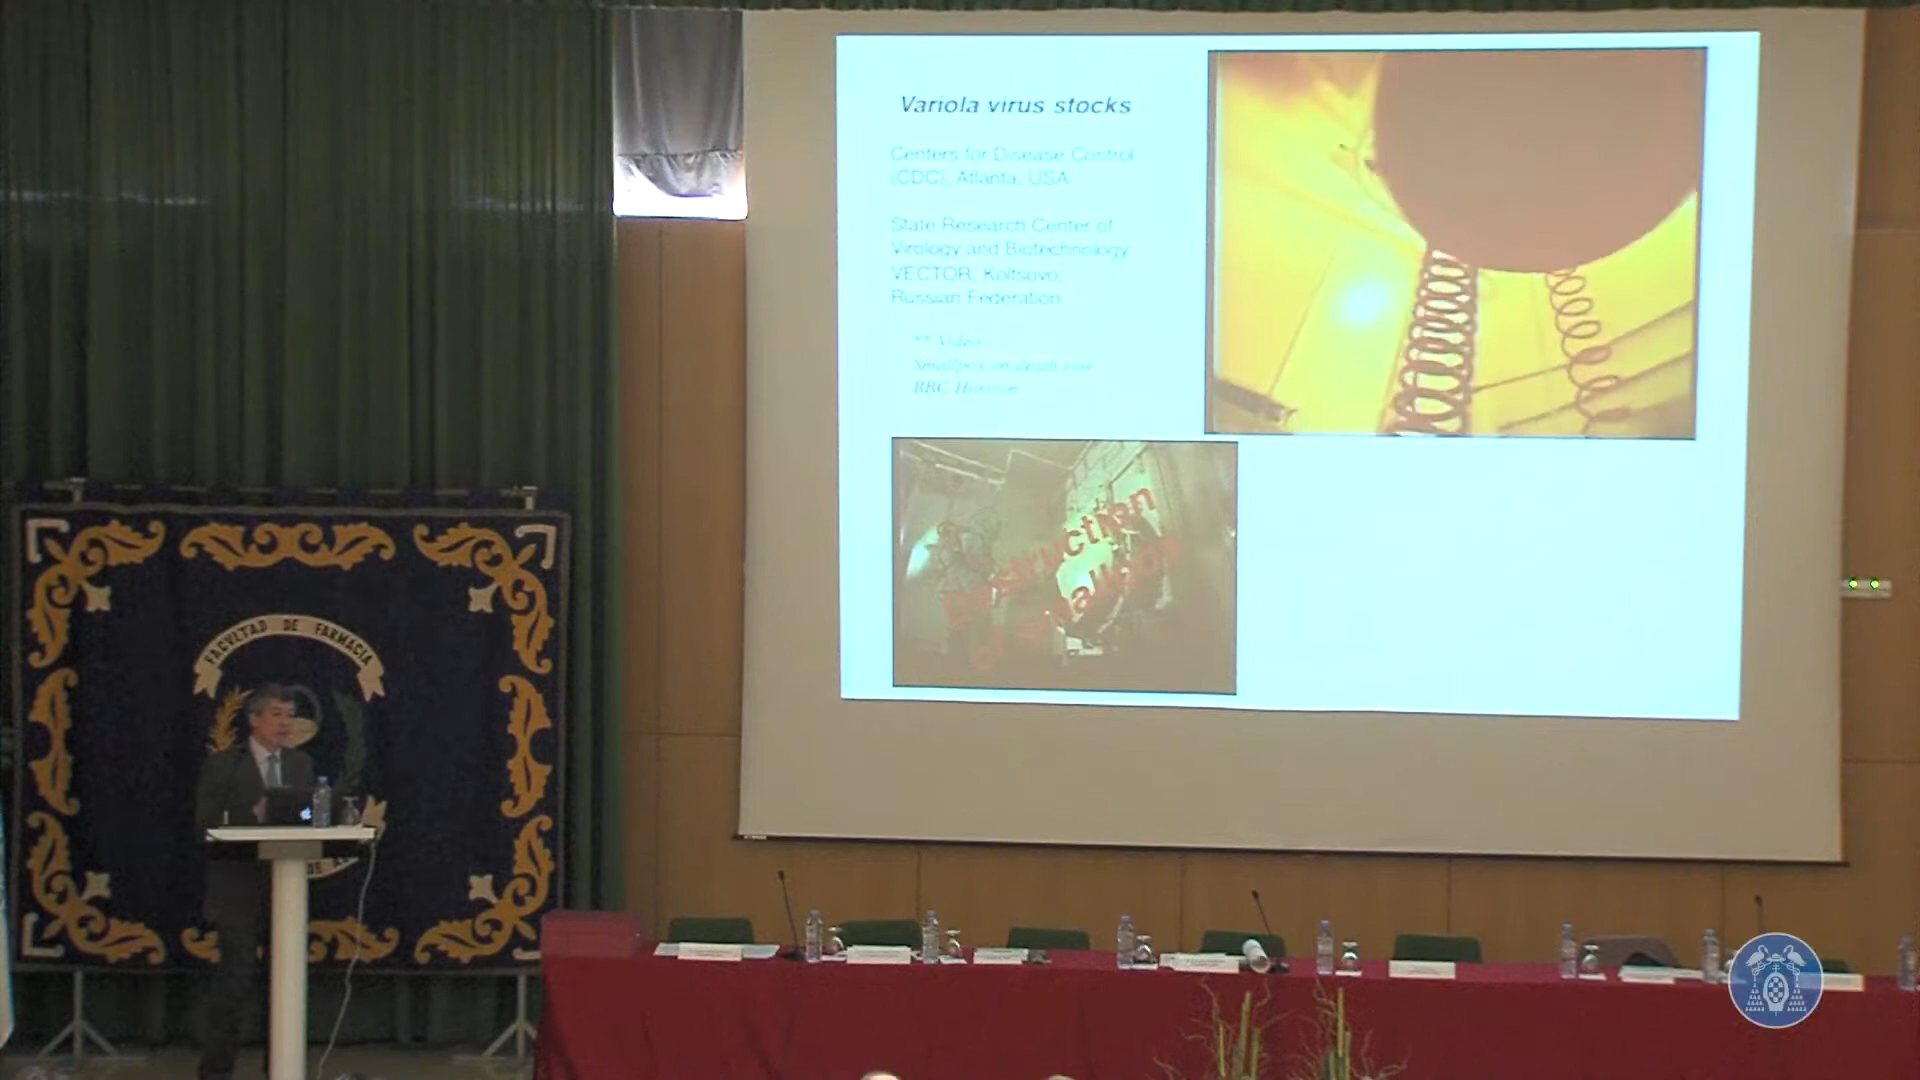 Variola virus stocks
Centers for Disease Control
(CDC), Atlanta, USA
State Research Center of
Virology and Biotechnology
VECTOR, Koltsovo,
Russian Federation
** Video
Smallpox on death row
BBC Horizon
Destruction
of smallpox
FACVLTAD DE FARMACIA
DE